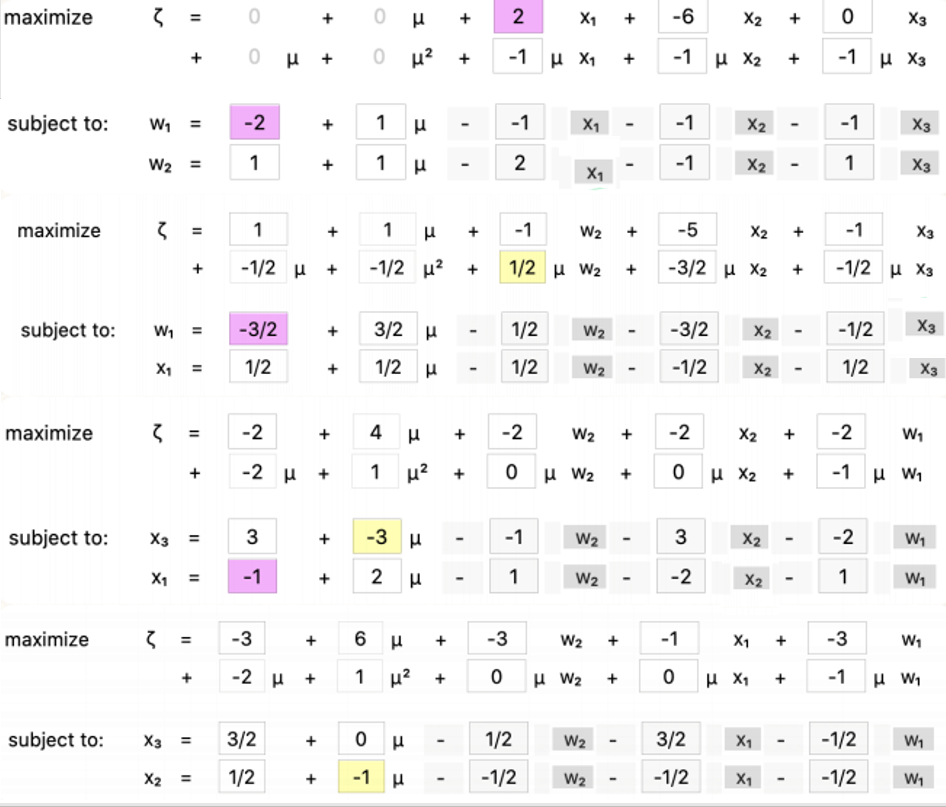 maximize ζ = 0 + 0 μ + 2 x₁ + -6 x₂ + 0 x₃
+ 0 μ + 0 μ² + -1 μ x₁ + -1 μ x₂ + -1 μ x₃
subject to: w₁ = -2 + 1 μ - -1 x₁ - -1 x₂ - -1 x₃
w₂ = 1 + 1 μ - 2 x₁ - -1 x₂ - 1 x₃
maximize ζ = 1 + 1 μ + -1 w₂ + -5 x₂ + -1 x₃
+ -1/2 μ + -1/2 μ² + 1/2 μ w₂ + -3/2 μ x₂ + -1/2 μ x₃
subject to: w₁ = -3/2 + 3/2 μ - 1/2 w₂ - -3/2 x₂ - -1/2 x₃
x₁ = 1/2 + 1/2 μ - 1/2 w₂ - -1/2 x₂ - 1/2 x₃
maximize ζ = -2 + 4 μ + -2 w₂ + -2 x₂ + -2 w₁
+ -2 μ + 1 μ² + 0 μ w₂ + 0 μ x₂ + -1 μ w₁
subject to: x₃ = 3 + -3 μ - -1 w₂ - 3 x₂ - -2 w₁
x₁ = -1 + 2 μ - 1 w₂ - -2 x₂ - 1 w₁
maximize ζ = -3 + 6 μ + -3 w₂ + -1 x₁ + -3 w₁
+ -2 μ + 1 μ² + 0 μ w₂ + 0 μ x₁ + -1 μ w₁
subject to: x₃ = 3/2 + 0 μ - 1/2 w₂ - 3/2 x₁ - -1/2 w₁
x₂ = 1/2 + -1 μ - -1/2 w₂ - -1/2 x₁ - -1/2 w₁